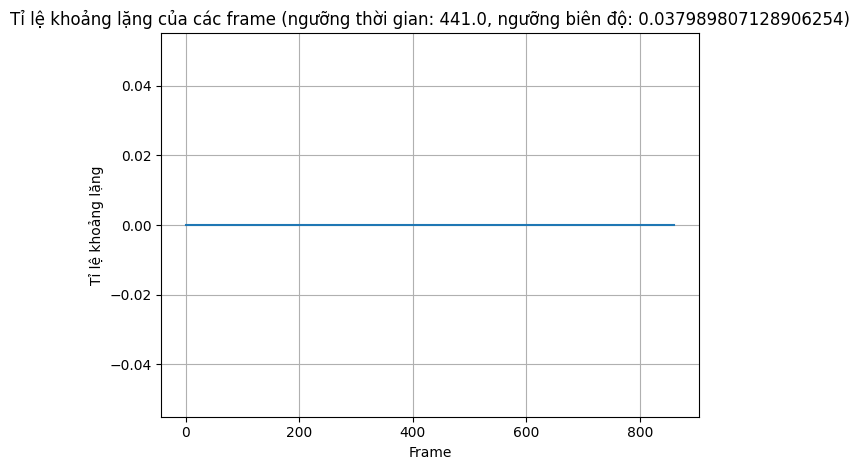 Tỉ lệ khoảng lặng của các frame (ngưỡng thời gian: 441.0, ngưỡng biên độ: 0.037989807128906254)
0.04
0.02
0.00
−0.02
−0.04
Tỉ lệ khoảng lặng
0 200 400 600 800
Frame